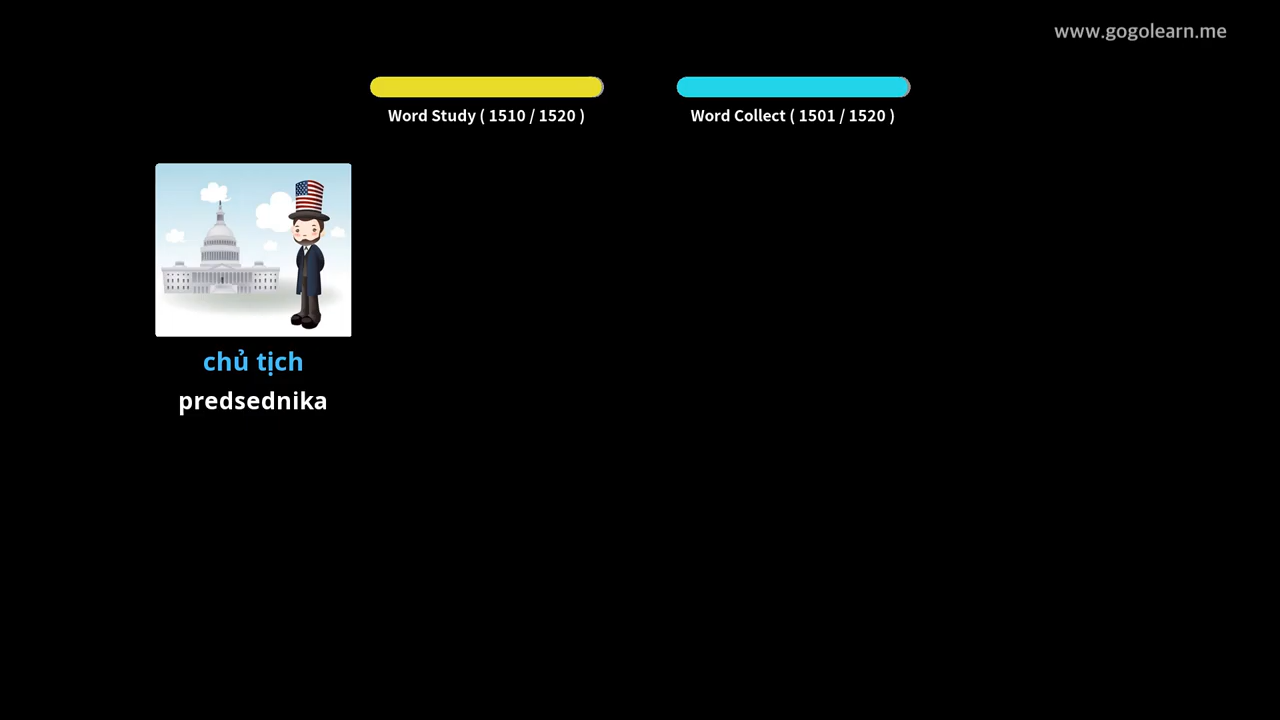 www.gogolearn.me
Word Study ( 1510 / 1520 )
Word Collect ( 1501 / 1520 )
chủ tịch
predsednika